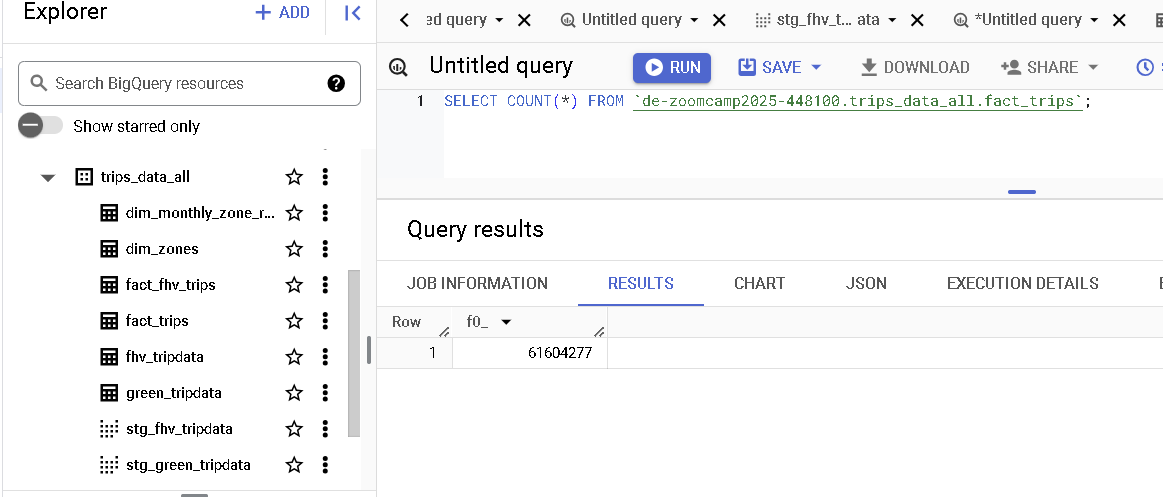 Explorer
+ ADD
Search BigQuery resources
?
Show starred only
trips_data_all
dim_monthly_zone_r...
dim_zones
fact_fhv_trips
fact_trips
fhv_tripdata
green_tripdata
stg_fhv_tripdata
stg_green_tripdata
ed query
Untitled query
stg_fhv_t... ata
*Untitled query
Untitled query
RUN
SAVE
DOWNLOAD
SHARE
1 SELECT COUNT(*) FROM `de-zoomcamp2025-448100.trips_data_all.fact_trips`;
Query results
JOB INFORMATION
RESULTS
CHART
JSON
EXECUTION DETAILS
Row f0_
1 61604277